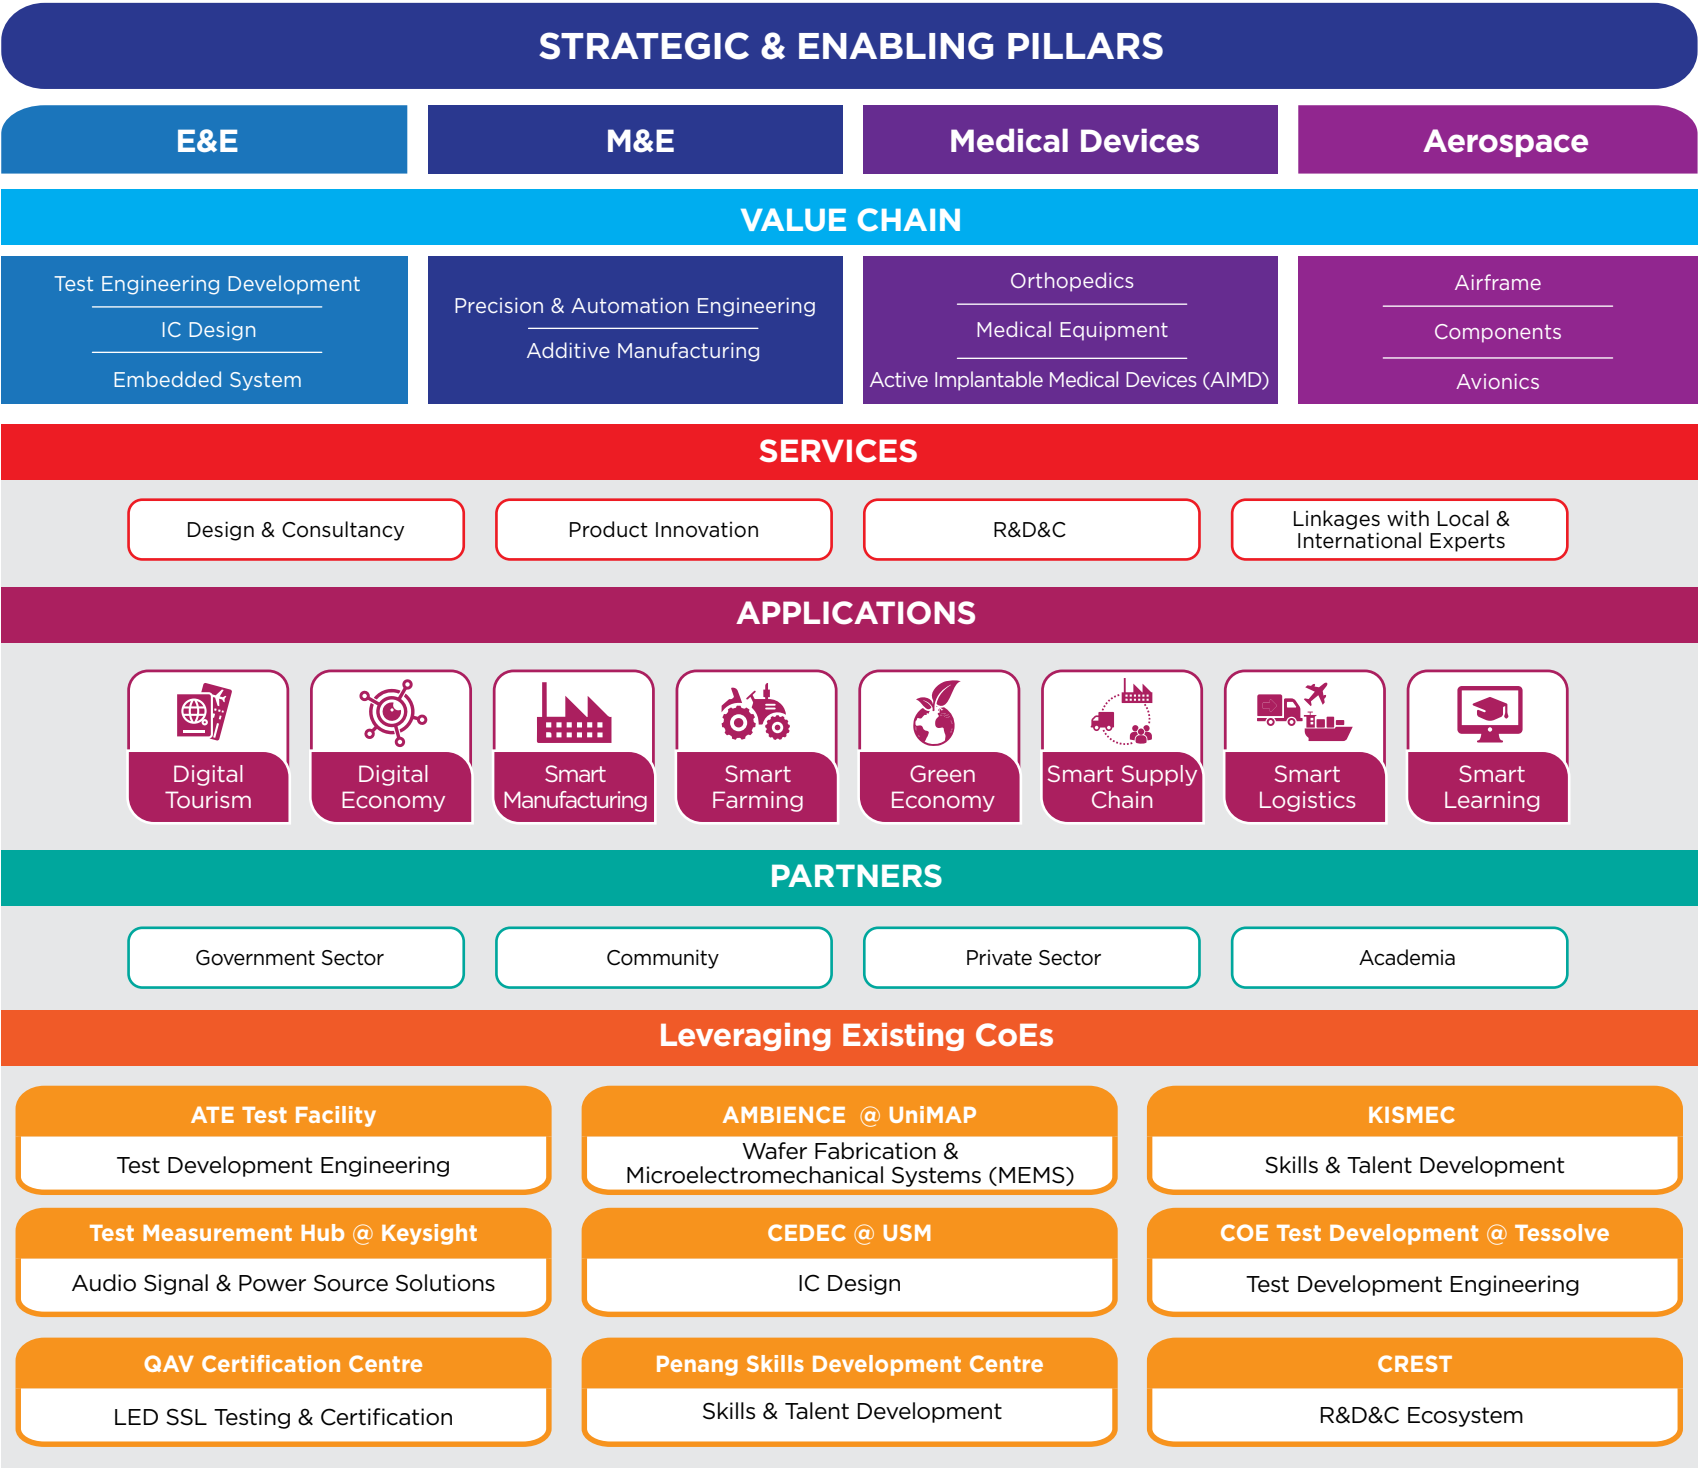 STRATEGIC & ENABLING PILLARS
E&E
M&E
Medical Devices
Aerospace
VALUE CHAIN
Test Engineering Development
IC Design
Embedded System
Precision & Automation Engineering
Additive Manufacturing
Orthopedics
Medical Equipment
Active Implantable Medical Devices (AIMD)
Airframe
Components
Avionics
SERVICES
Design & Consultancy
Product Innovation
R&D&C
Linkages with Local &
International Experts
APPLICATIONS
Digital
Tourism
Digital
Economy
Smart
Manufacturing
Smart
Farming
Green
Economy
Smart Supply
Chain
Smart
Logistics
Smart
Learning
PARTNERS
Government Sector
Community
Private Sector
Academia
Leveraging Existing CoEs
ATE Test Facility
Test Development Engineering
AMBIENCE @ UniMAP
Wafer Fabrication &
Microelectromechanical Systems (MEMS)
KISMEC
Skills & Talent Development
Test Measurement Hub @ Keysight
Audio Signal & Power Source Solutions
CEDEC @ USM
IC Design
COE Test Development @ Tessolve
Test Development Engineering
QAV Certification Centre
LED SSL Testing & Certification
Penang Skills Development Centre
Skills & Talent Development
CREST
R&D&C Ecosystem